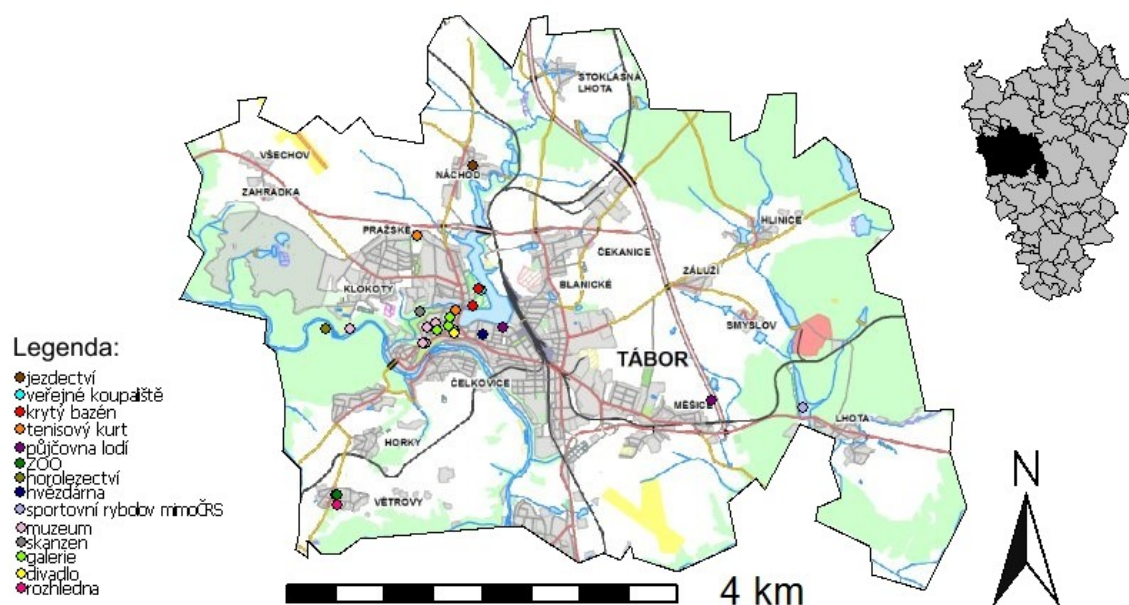 STOKLASNÁ
LHOTA
VŠECHOV
NÁCHOD
ZAHRÁDKA
HLINICE
PRAŽSKÉ
ČEKANICE
ZÁLUŽÍ
BLANICKÉ
KLOKOTY
SMYSLOV
TÁBOR
ČELKOVICE
MĚŠICE
LHOTA
HORKY
VĚTROVY
Legenda:
jezdectví
veřejné koupaliště
krytý bazén
tenisový kurt
půjčovna lodí
ZOO
horolezectví
hvězdárna
sportovní rybolov mimoČRS
muzeum
skanzen
galerie
divadlo
rozhledna
4 km
N